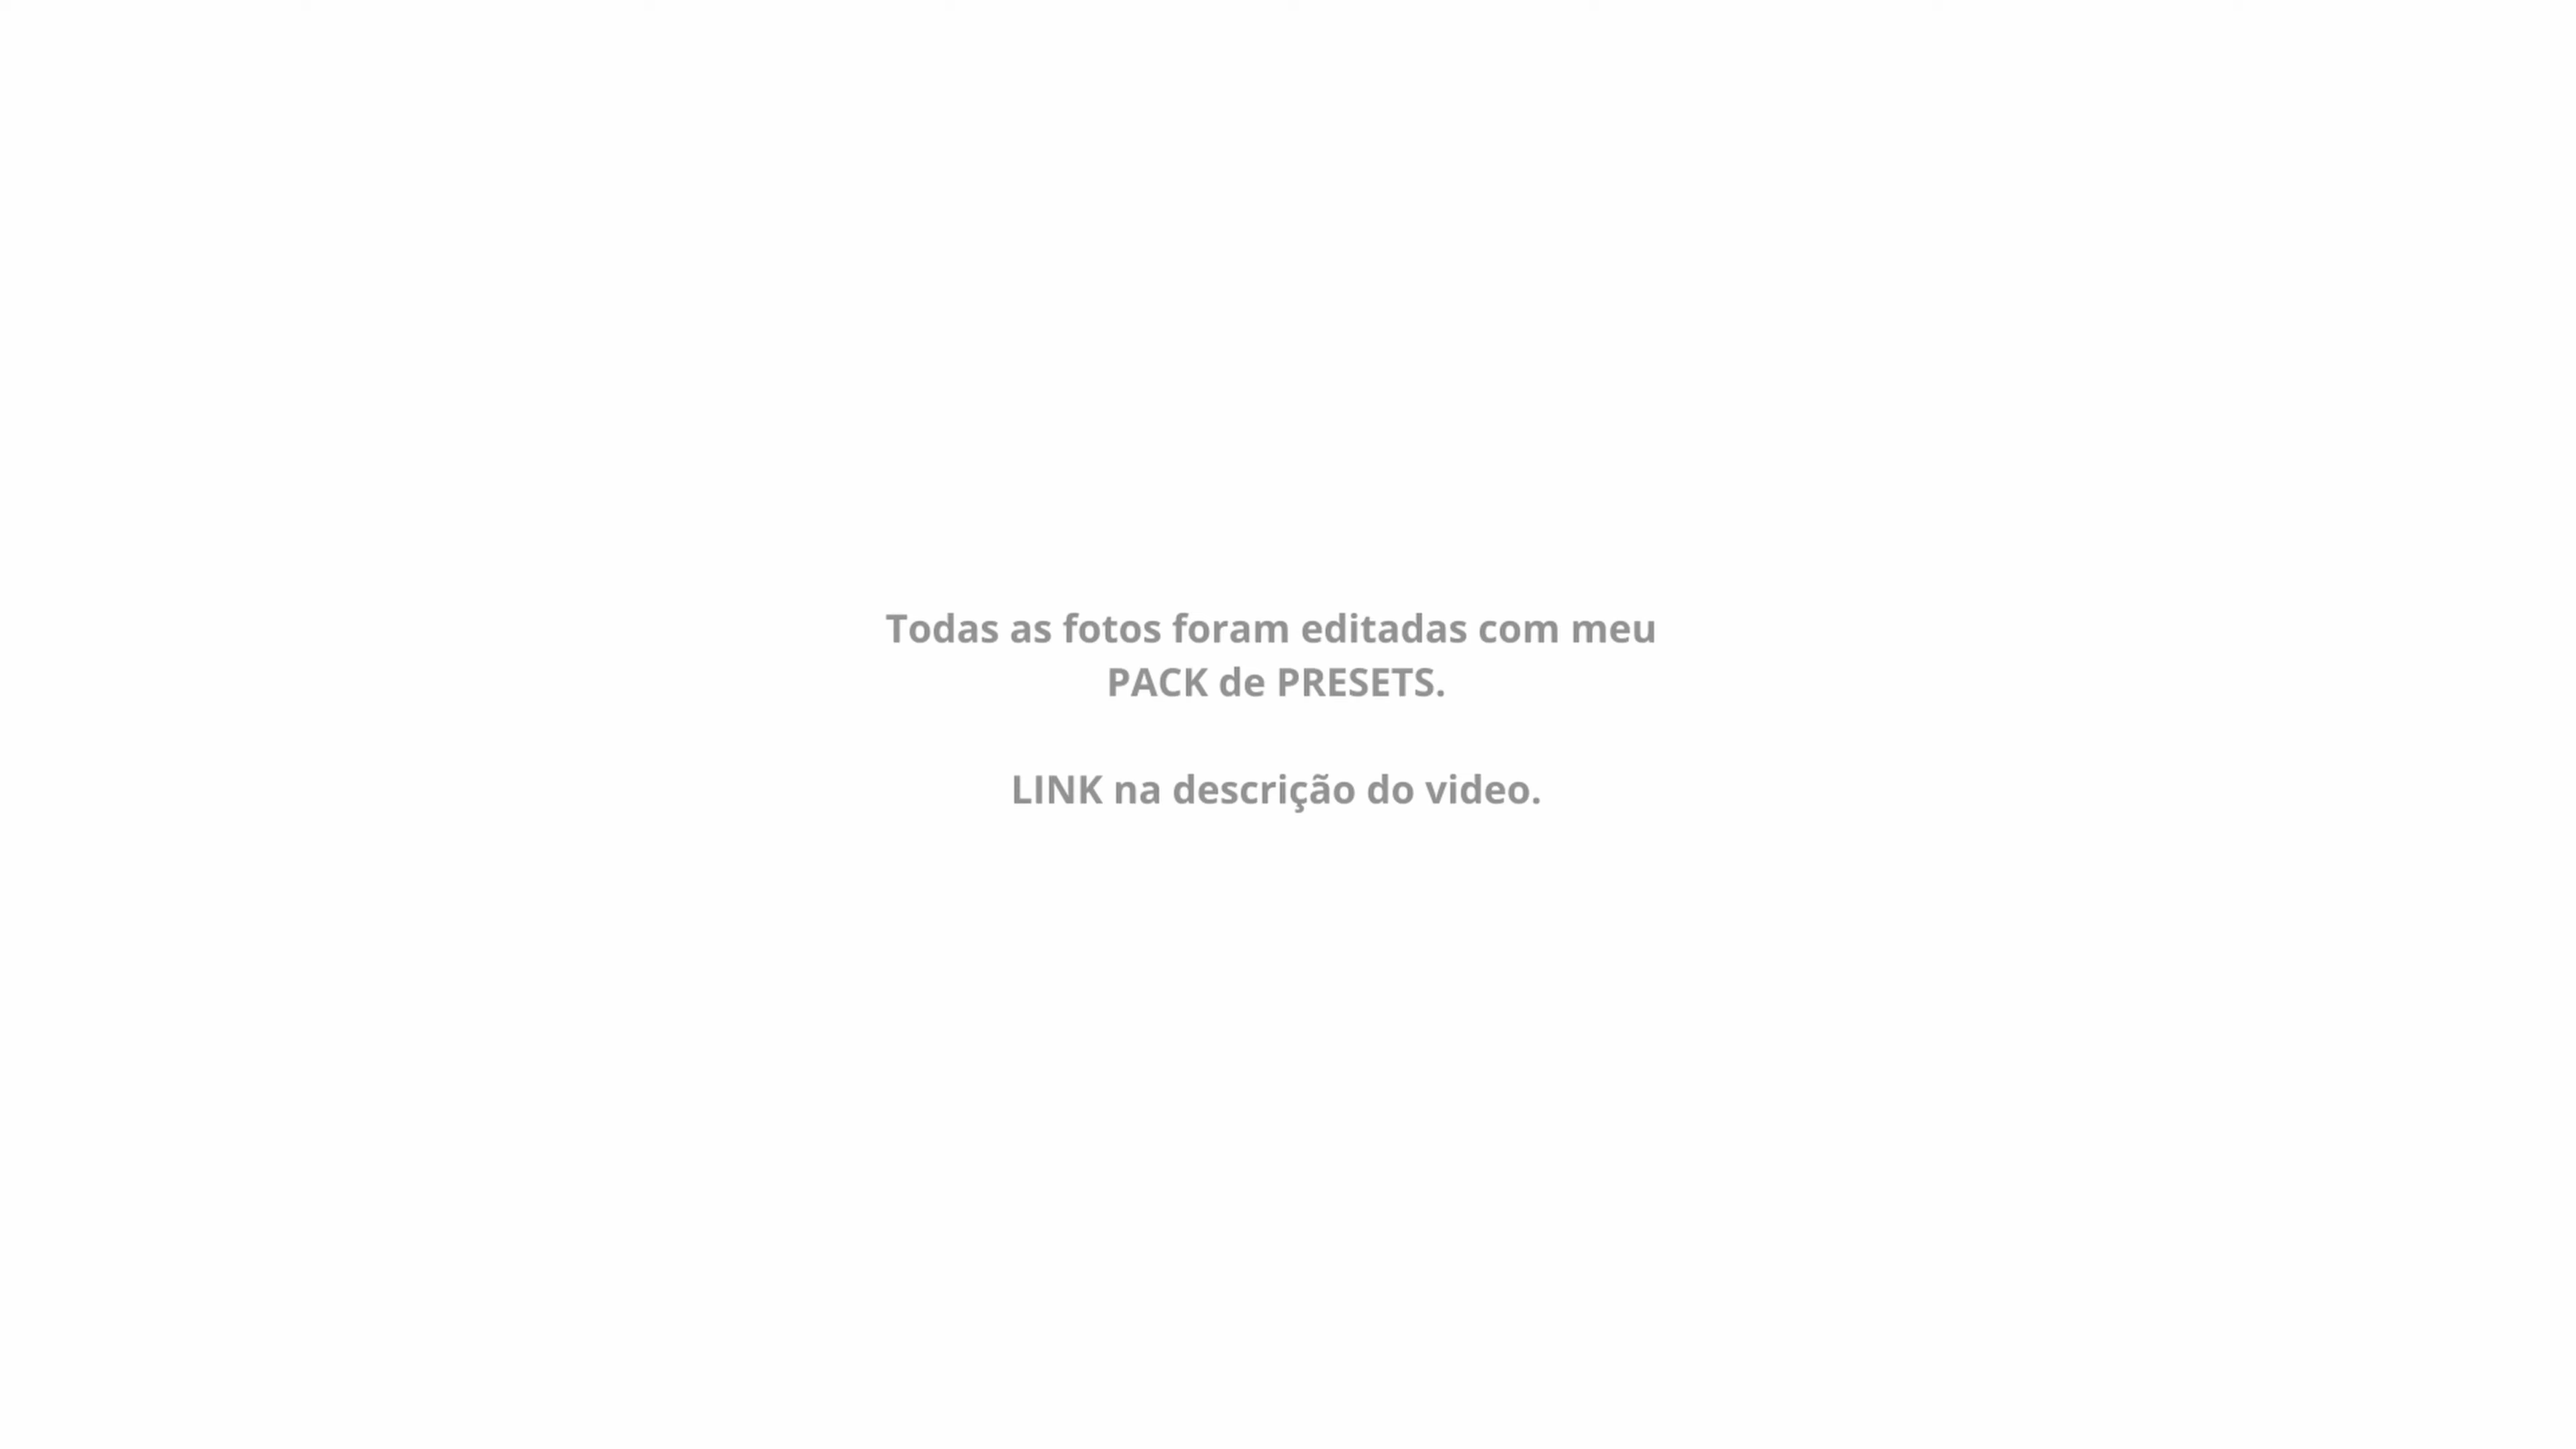 Todas as fotos foram editadas com meu
PACK de PRESETS.
LINK na descrição do video.